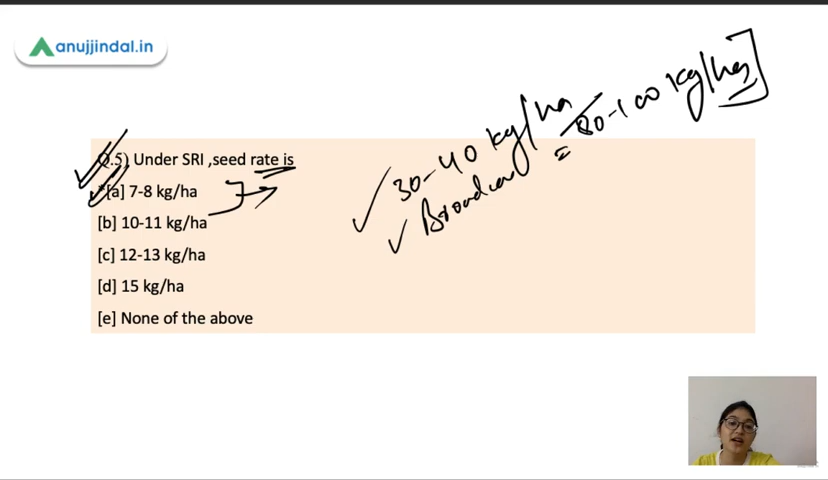 anujjindal.in
Q.5) Under SRI ,seed rate is
[a] 7-8 kg/ha
[b] 10-11 kg/ha
[c] 12-13 kg/ha
[d] 15 kg/ha
[e] None of the above
30-40 kg/ha
= 80-100 kg/ha]